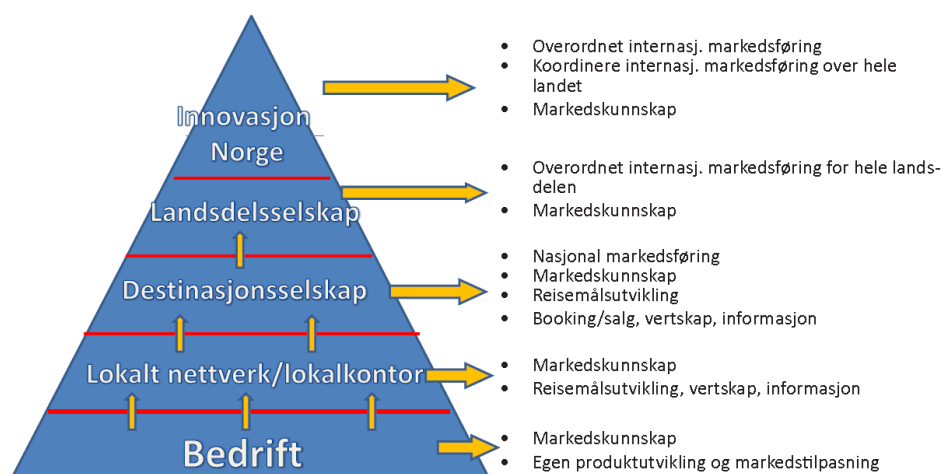 Innovasjon
Norge
• Overordnet internasj. markedsføring
• Koordinere internasj. markedsføring over hele
landet
• Markedskunnskap
Landsdelsselskap
• Overordnet internasj. markedsføring for hele lands-
delen
• Markedskunnskap
Destinasjonsselskap
• Nasjonal markedsføring
• Markedskunnskap
• Reisemålsutvikling
• Booking/salg, vertskap, informasjon
Lokalt nettverk/lokalkontor
• Markedskunnskap
• Reisemålsutvikling, vertskap, informasjon
Bedrift
• Markedskunnskap
• Egen produktutvikling og markedstilpasning